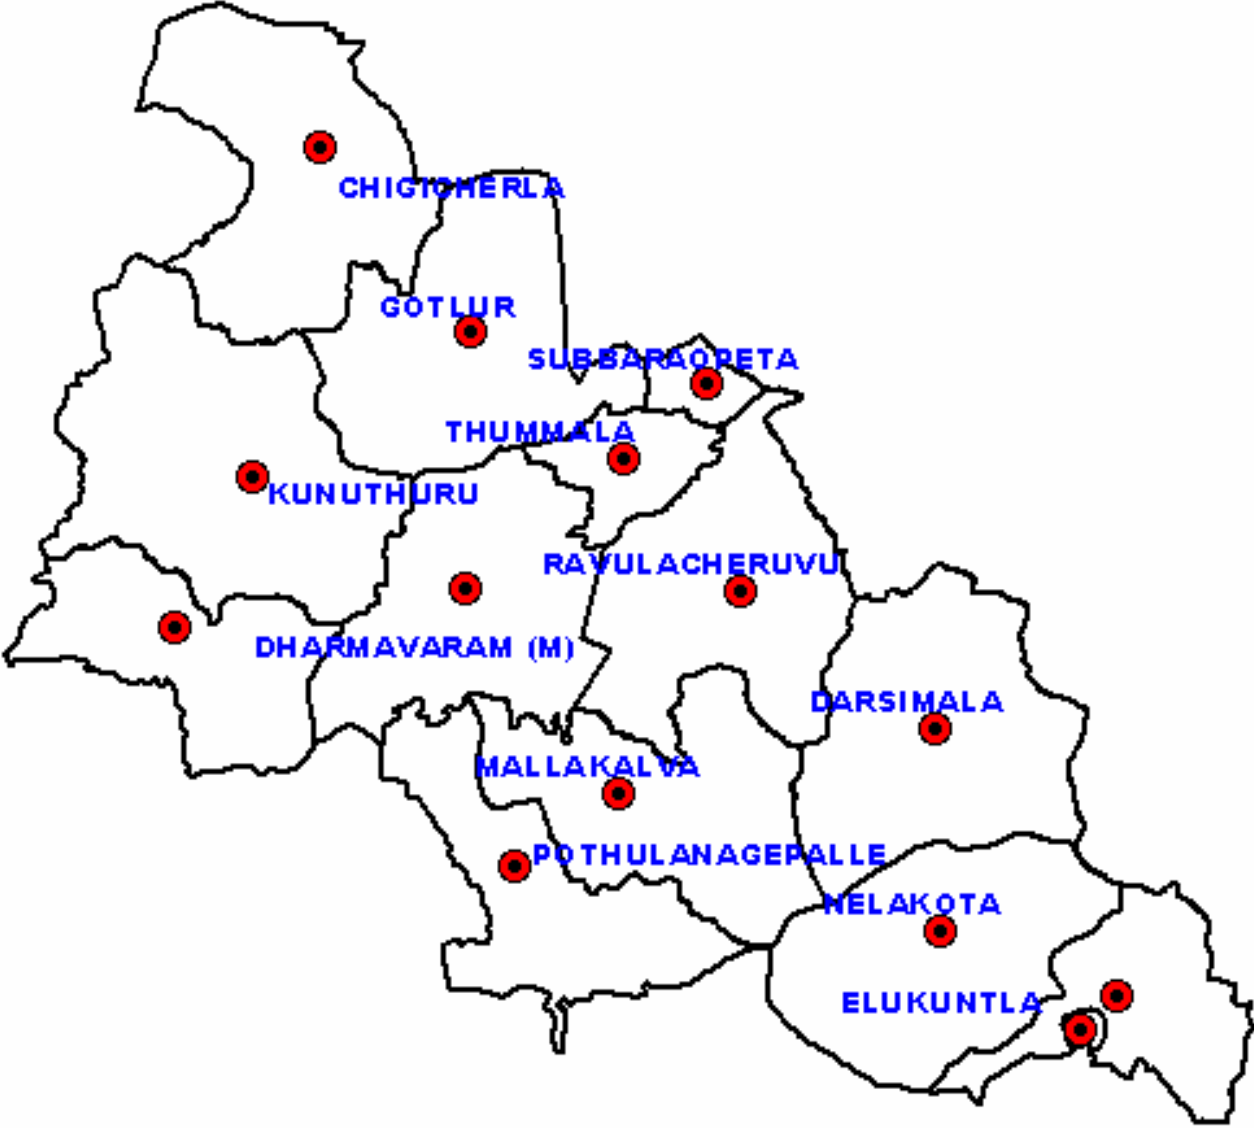 CHIGICHERLA
GOTLUR
SUBBARAOPETA
THUMMALA
KUNUTHURU
RAVULACHERUVU
DHARMAVARAM (M)
DARSIMALA
MALLAKALVA
POTHULANAGEPALLE
NELAKOTA
ELUKUNTLA